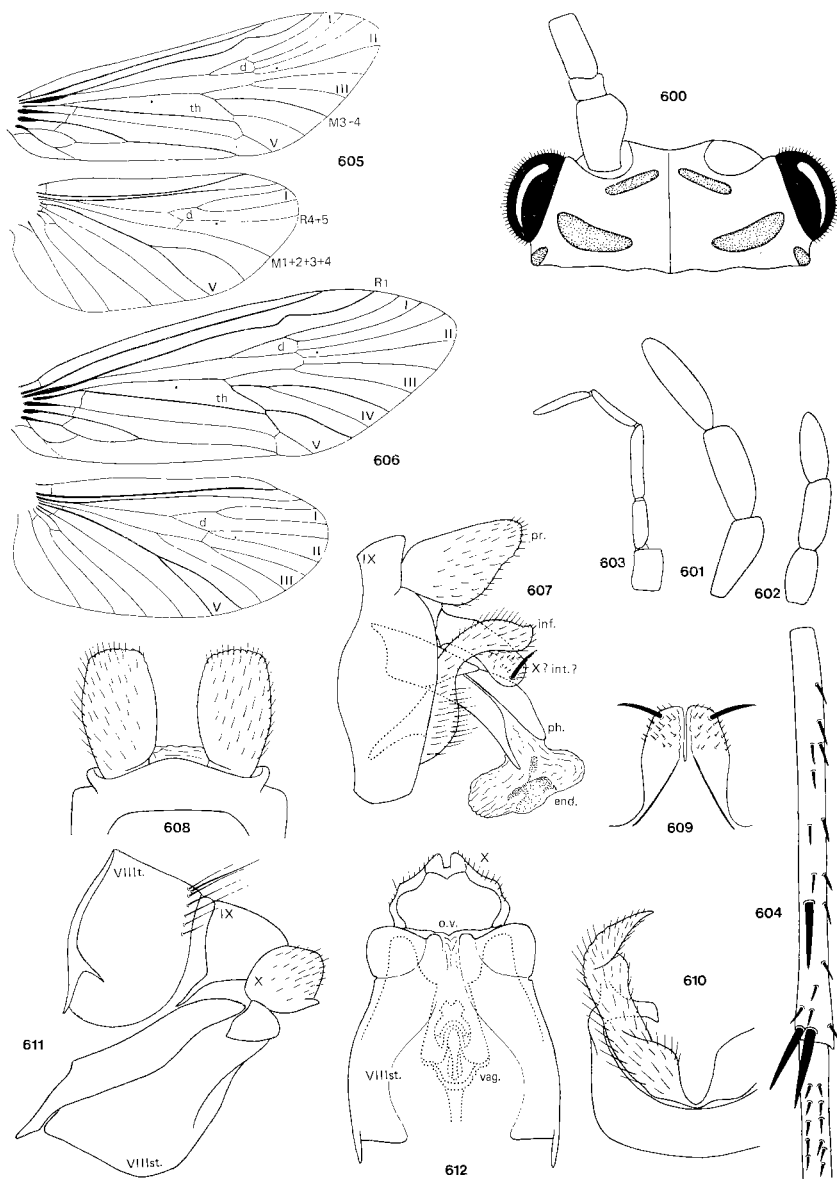 I
II
d
III
th
M3-4
V
605
600
I
d
R4+5
M1+2+3+4
V
R1
I
II
d
III
th
IV
V
606
I
d
II
III
V
603
601
602
IX
pr.
607
inf.
X? int.?
ph.
end.
608
609
604
VIIIt.
IX
X
611
VIIIst.
X
o.v.
VIIIst.
vag.
612
610